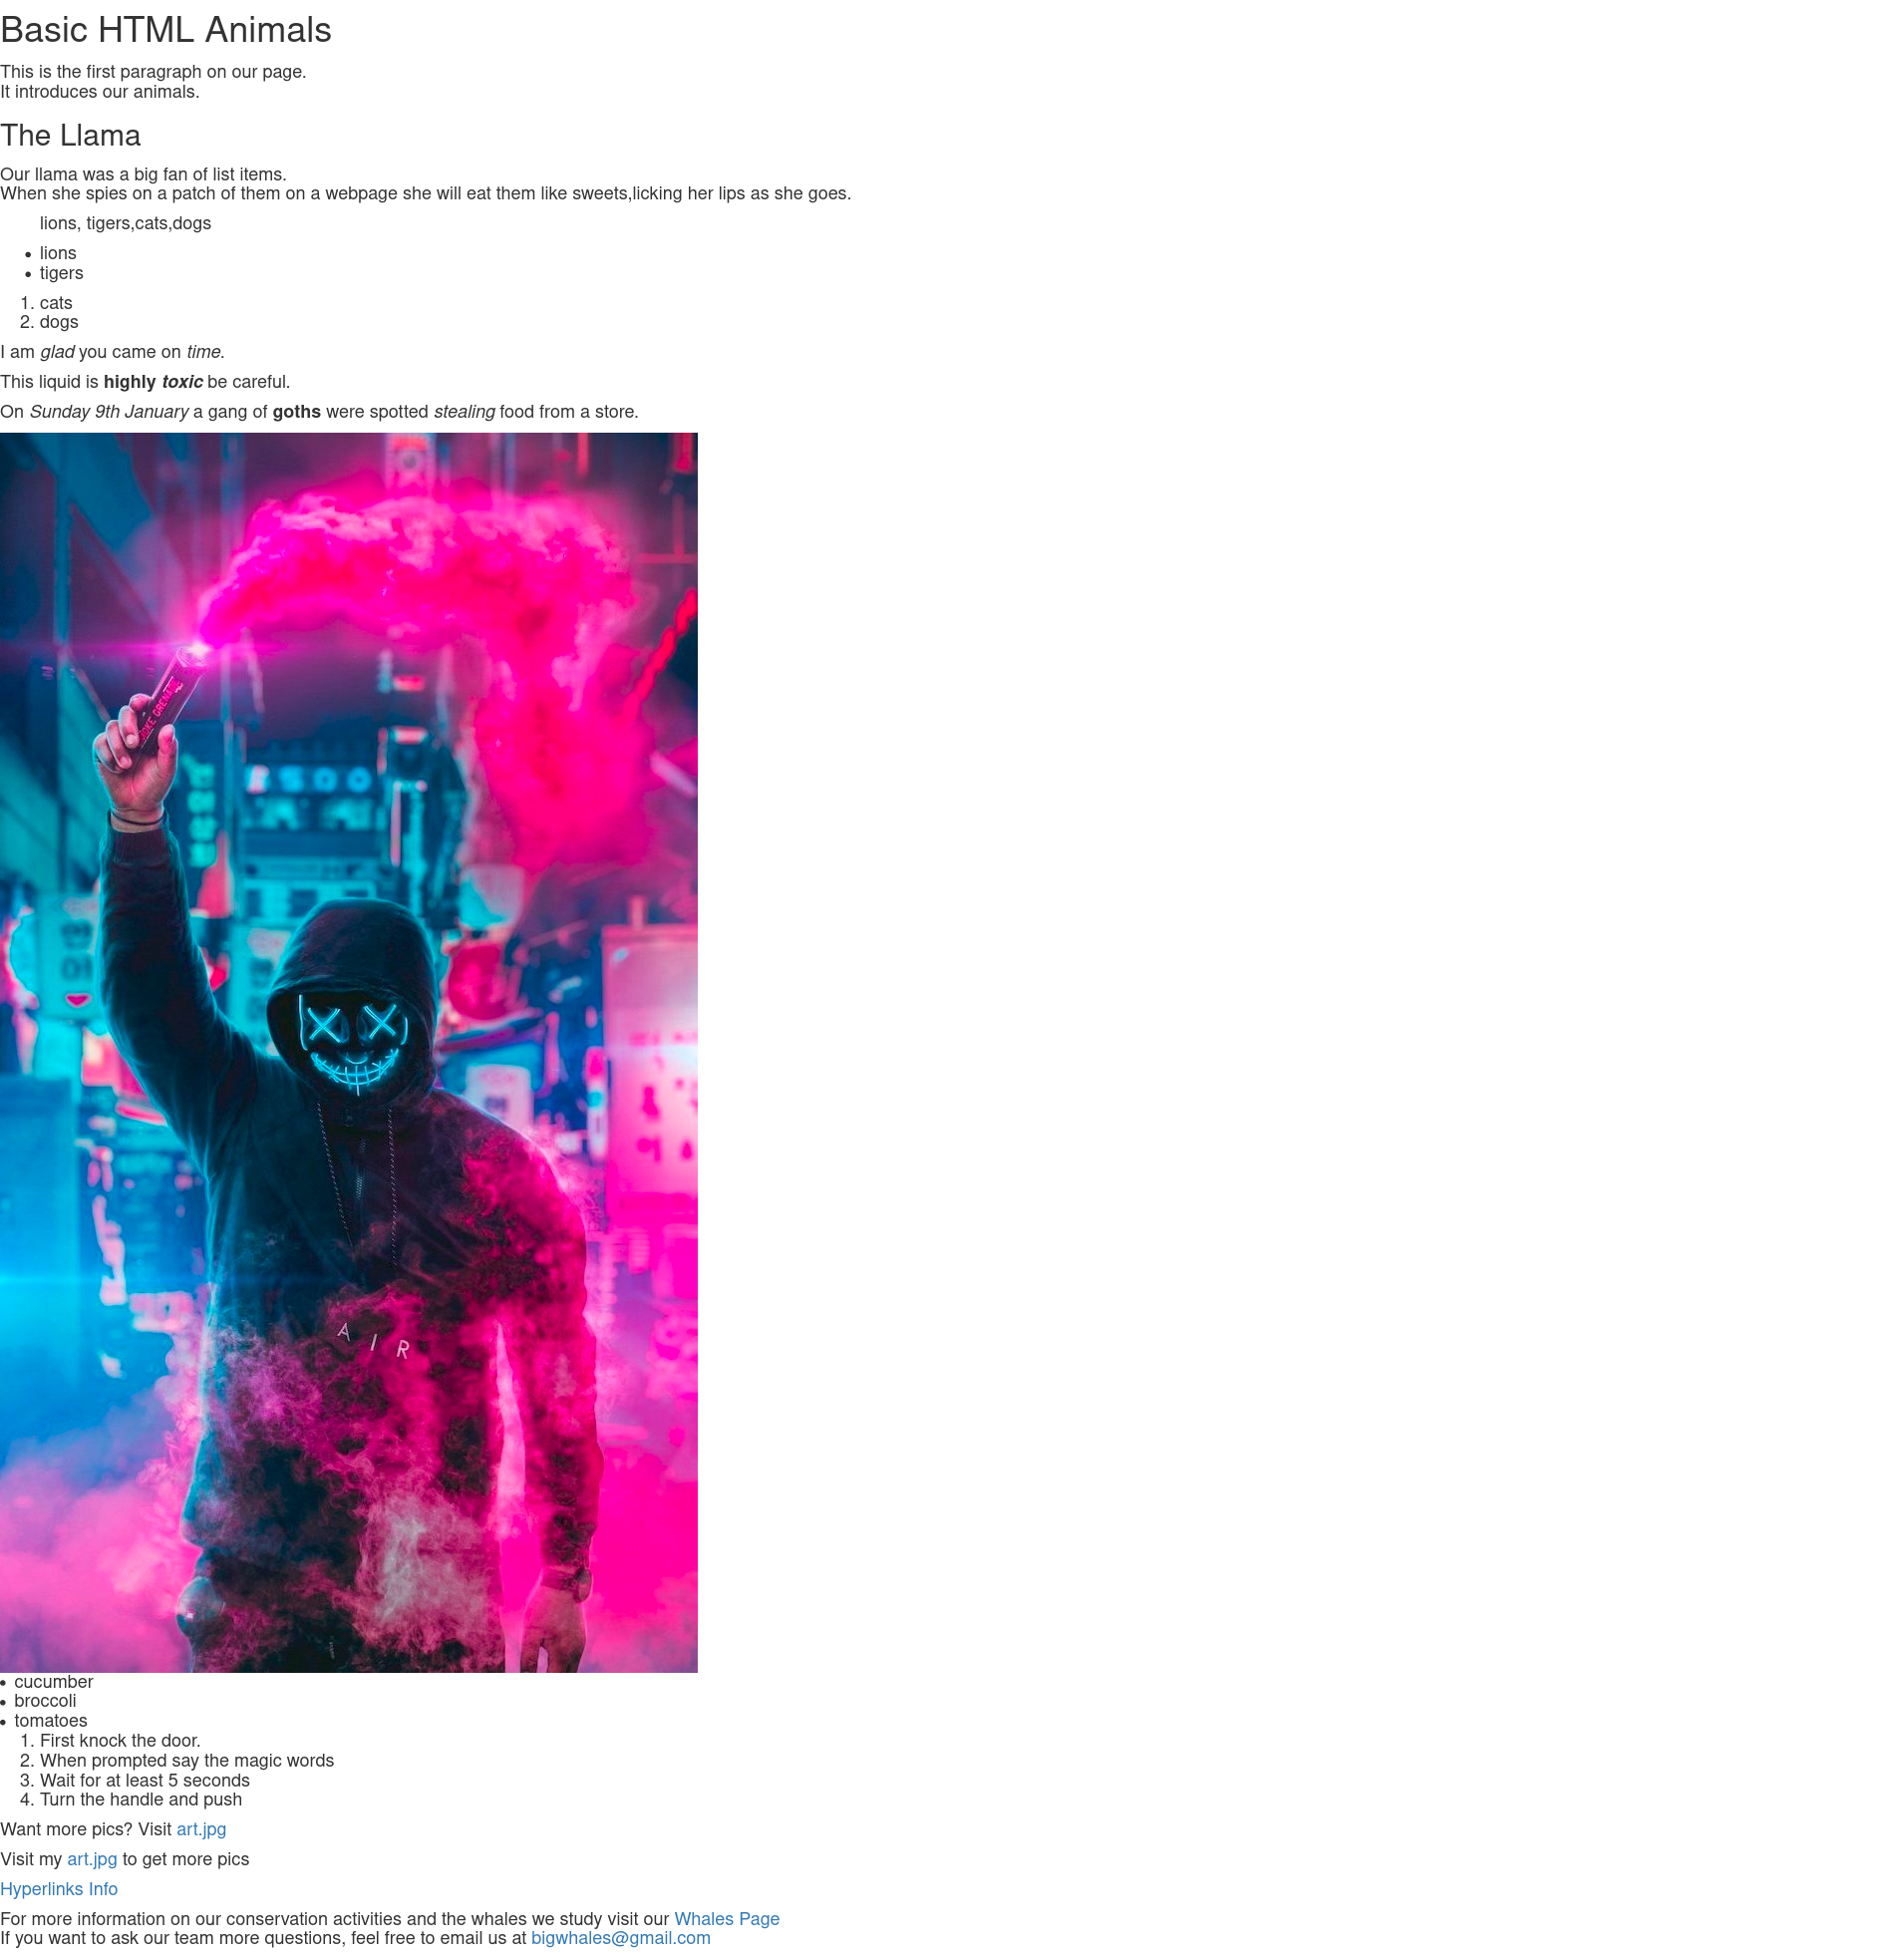 Basic HTML Animals
This is the first paragraph on our page.
It introduces our animals.
The Llama
Our llama was a big fan of list items.
When she spies on a patch of them on a webpage she will eat them like sweets,licking her lips as she goes.
lions, tigers,cats,dogs
• lions
• tigers
1. cats
2. dogs
I am glad you came on time.
This liquid is highly toxic be careful.
On Sunday 9th January a gang of goths were spotted stealing food from a store.
A I R
• cucumber
• broccoli
• tomatoes
1. First knock the door.
2. When prompted say the magic words
3. Wait for at least 5 seconds
4. Turn the handle and push
Want more pics? Visit art.jpg
Visit my art.jpg to get more pics
Hyperlinks Info
For more information on our conservation activities and the whales we study visit our Whales Page
If you want to ask our team more questions, feel free to email us at bigwhales@gmail.com